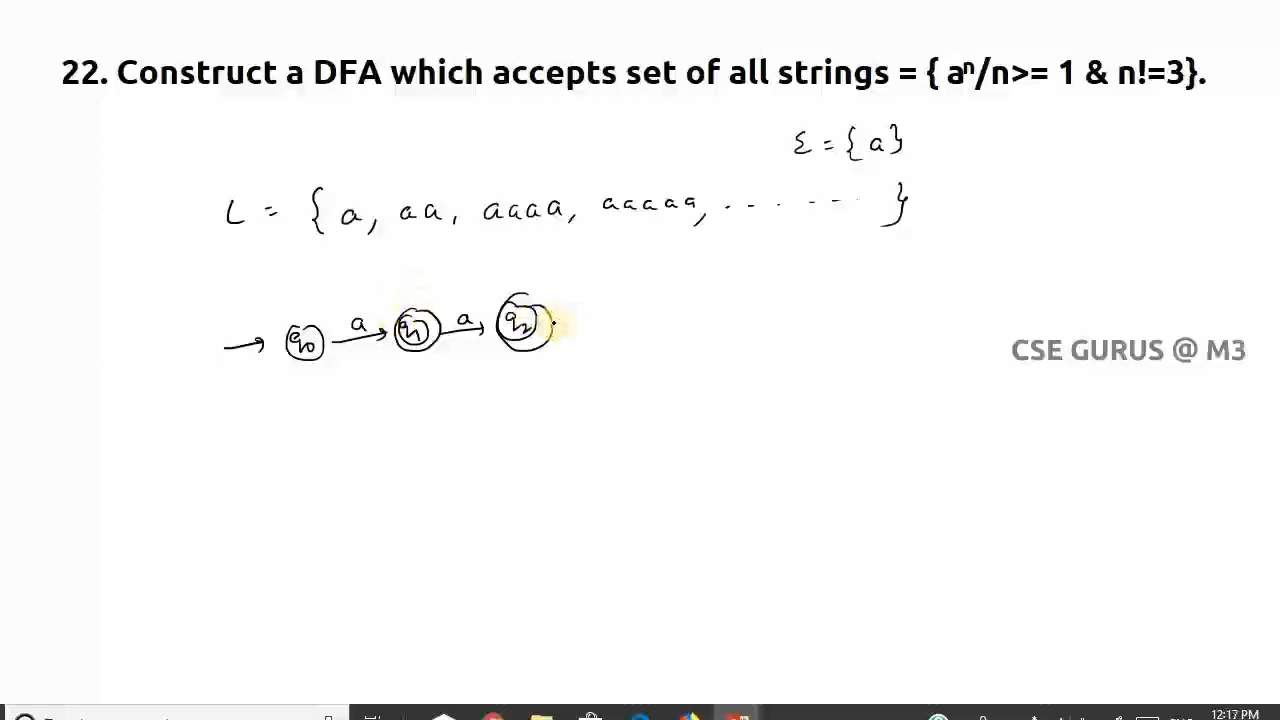 22. Construct a DFA which accepts set of all strings = { aⁿ/n>= 1 & n!=3}.
Σ = {a}
L = { a, aa, aaaa, aaaaa, ....... }
→ q0 a→ q1 a→ q2
CSE GURUS @ M3
12:17 PM